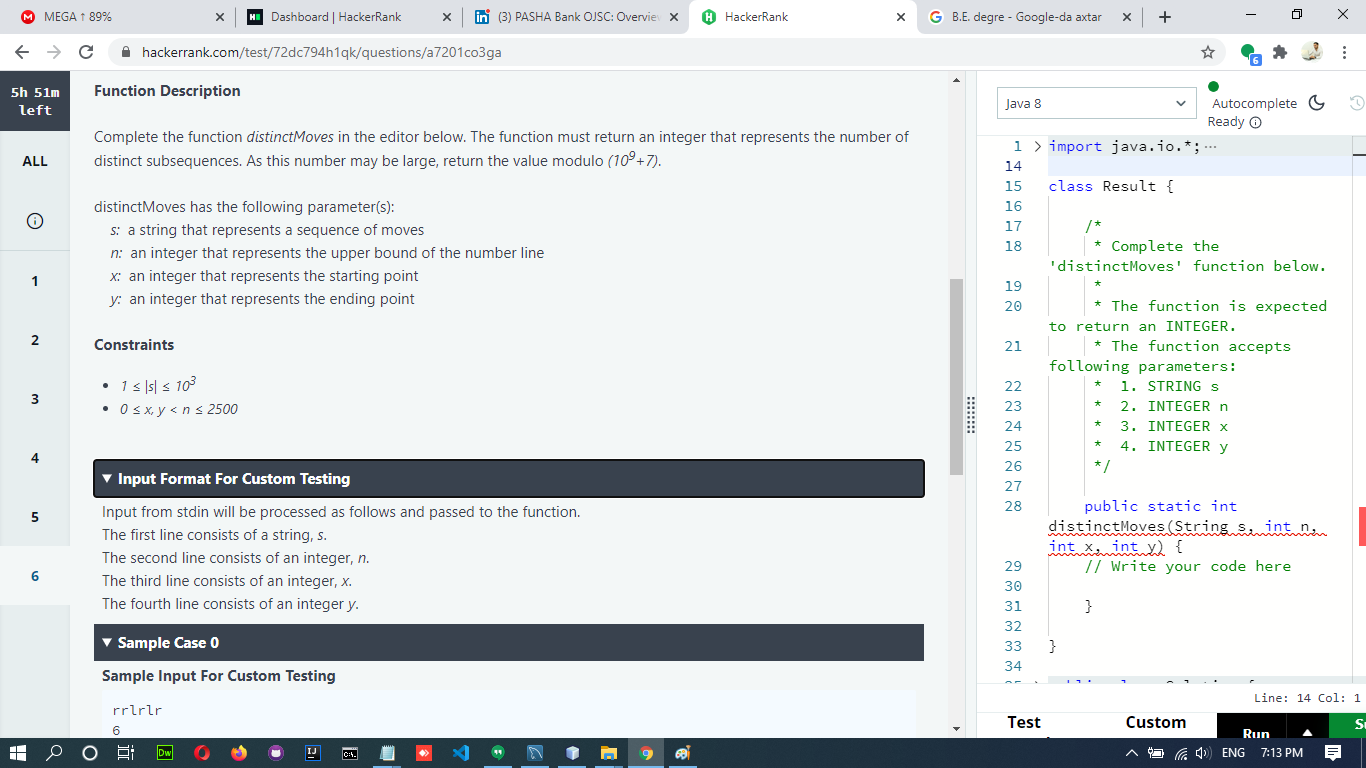 MEGA ↑ 89%
Dashboard | HackerRank
(3) PASHA Bank OJSC: Overvie
HackerRank
B.E. degre - Google-da axtar
hackerrank.com/test/72dc794h1qk/questions/a7201co3ga
6
5h 51m
left
ALL
1
2
3
4
5
6
Function Description
Complete the function distinctMoves in the editor below. The function must return an integer that represents the number of
distinct subsequences. As this number may be large, return the value modulo (10^9+7).
distinctMoves has the following parameter(s):
s: a string that represents a sequence of moves
n: an integer that represents the upper bound of the number line
x: an integer that represents the starting point
y: an integer that represents the ending point
Constraints
• 1 ≤ |s| ≤ 10^3
• 0 ≤ x, y < n ≤ 2500
▼ Input Format For Custom Testing
Input from stdin will be processed as follows and passed to the function.
The first line consists of a string, s.
The second line consists of an integer, n.
The third line consists of an integer, x.
The fourth line consists of an integer y.
▼ Sample Case 0
Sample Input For Custom Testing
rrlrlr
6
Java 8
Autocomplete
Ready
1 > import java.io.*; ···
14
15 class Result {
16
17 /*
18 * Complete the
'distinctMoves' function below.
19 *
20 * The function is expected
to return an INTEGER.
21 * The function accepts
following parameters:
22 * 1. STRING s
23 * 2. INTEGER n
24 * 3. INTEGER x
25 * 4. INTEGER y
26 */
27
28 public static int
distinctMoves(String s, int n,
int x, int y) {
29 // Write your code here
30
31 }
32
33 }
34
Line: 14 Col: 1
Test
Custom
Run
ENG
7:13 PM